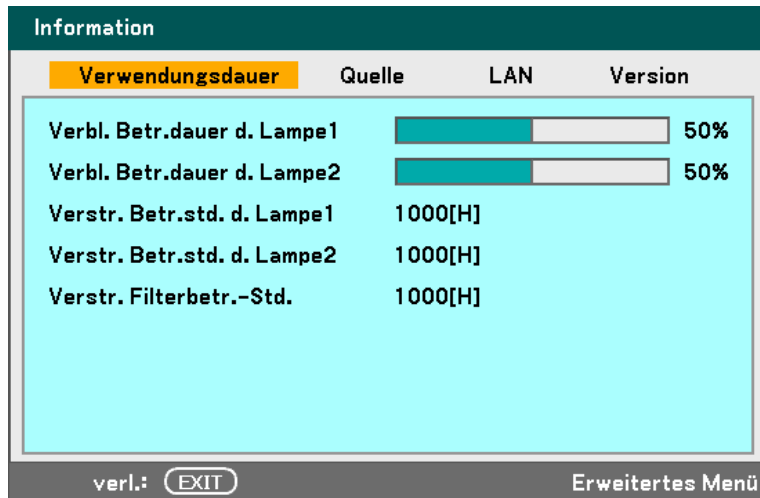 Information
Verwendungsdauer Quelle LAN Version
Verbl. Betr.dauer d. Lampe1 50%
Verbl. Betr.dauer d. Lampe2 50%
Verstr. Betr.std. d. Lampe1 1000[H]
Verstr. Betr.std. d. Lampe2 1000[H]
Verstr. Filterbetr.-Std. 1000[H]
verl.: EXIT Erweitertes Menü